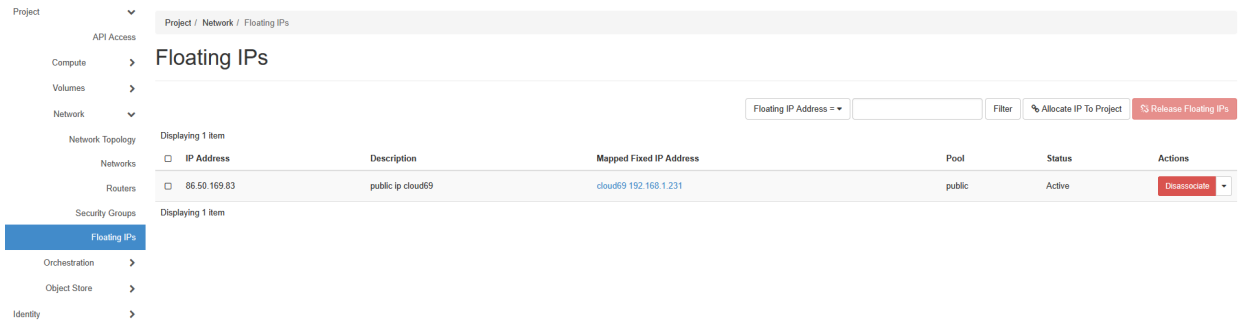 Project
API Access
Compute
Volumes
Network
Network Topology
Networks
Routers
Security Groups
Floating IPs
Orchestration
Object Store
Identity
Project / Network / Floating IPs
Floating IPs
Floating IP Address = Filter Allocate IP To Project Release Floating IPs
Displaying 1 item
IP Address Description Mapped Fixed IP Address Pool Status Actions
86.50.169.83 public ip cloud69 cloud69 192.168.1.231 public Active Disassociate
Displaying 1 item